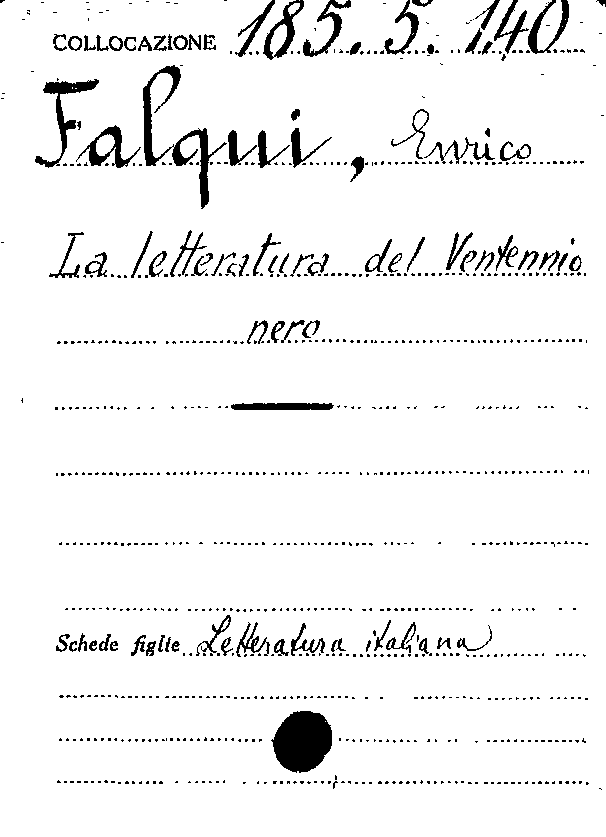 COLLOCAZIONE 185. 5. 140
Falqui, Enrico
La letteratura del Ventennio
nero
Schede figlie Letteratura italiana